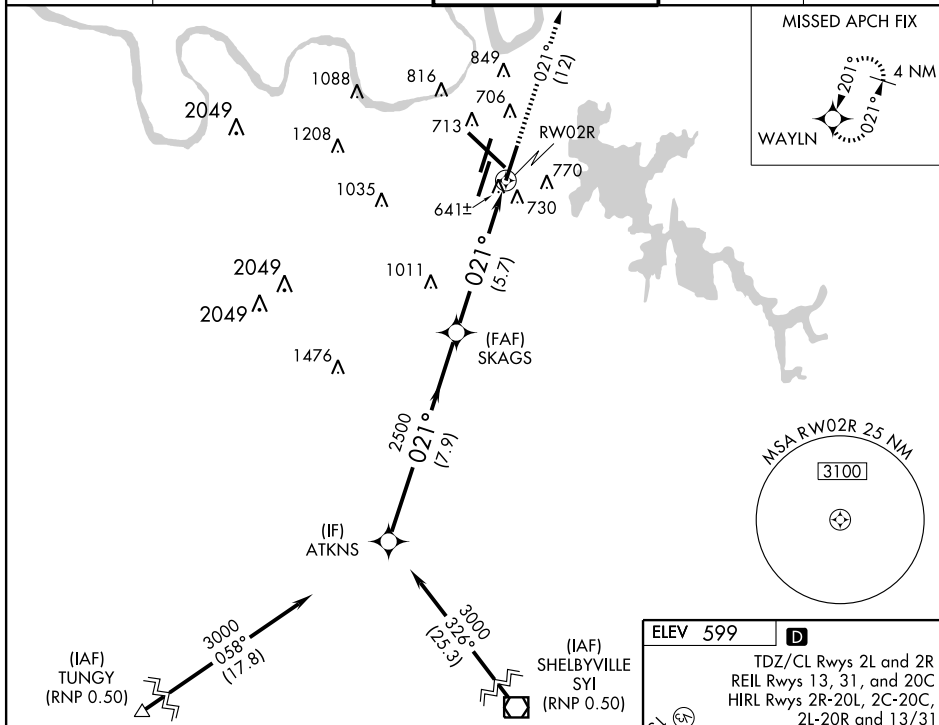 MISSED APCH FIX
201°
4 NM
021°
WAYLN
021°
(12)
849
1088
816
2049
706
713
1208
RW02R
770
1035
641±
730
021°
(5.7)
2049
1011
2049
(FAF)
SKAGS
1476
2500
021°
(7.9)
MSA RW02R 25 NM
3100
(IF)
ATKNS
3000
058°
(17.8)
3000
326°
(25.3)
(IAF)
TUNGY
(RNP 0.50)
(IAF)
SHELBYVILLE
SYI
(RNP 0.50)
ELEV 599
D
TDZ/CL Rwys 2L and 2R
REIL Rwys 13, 31, and 20C
HIRL Rwys 2R-20L, 2C-20C,
2L-20R and 13/31